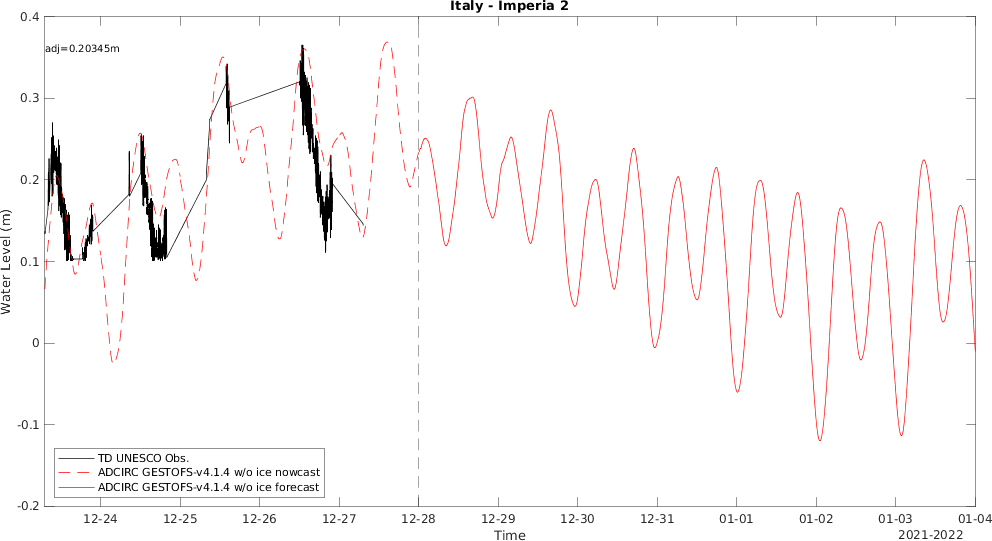 Italy - Imperia 2
0.4
adj=0.20345m
0.3
0.2
0.1
0
-0.1
-0.2
Water Level (m)
TD UNESCO Obs.
ADCIRC GESTOFS-v4.1.4 w/o ice nowcast
ADCIRC GESTOFS-v4.1.4 w/o ice forecast
12-24 12-25 12-26 12-27 12-28 12-29 12-30 12-31 01-01 01-02 01-03 01-04
Time
2021-2022